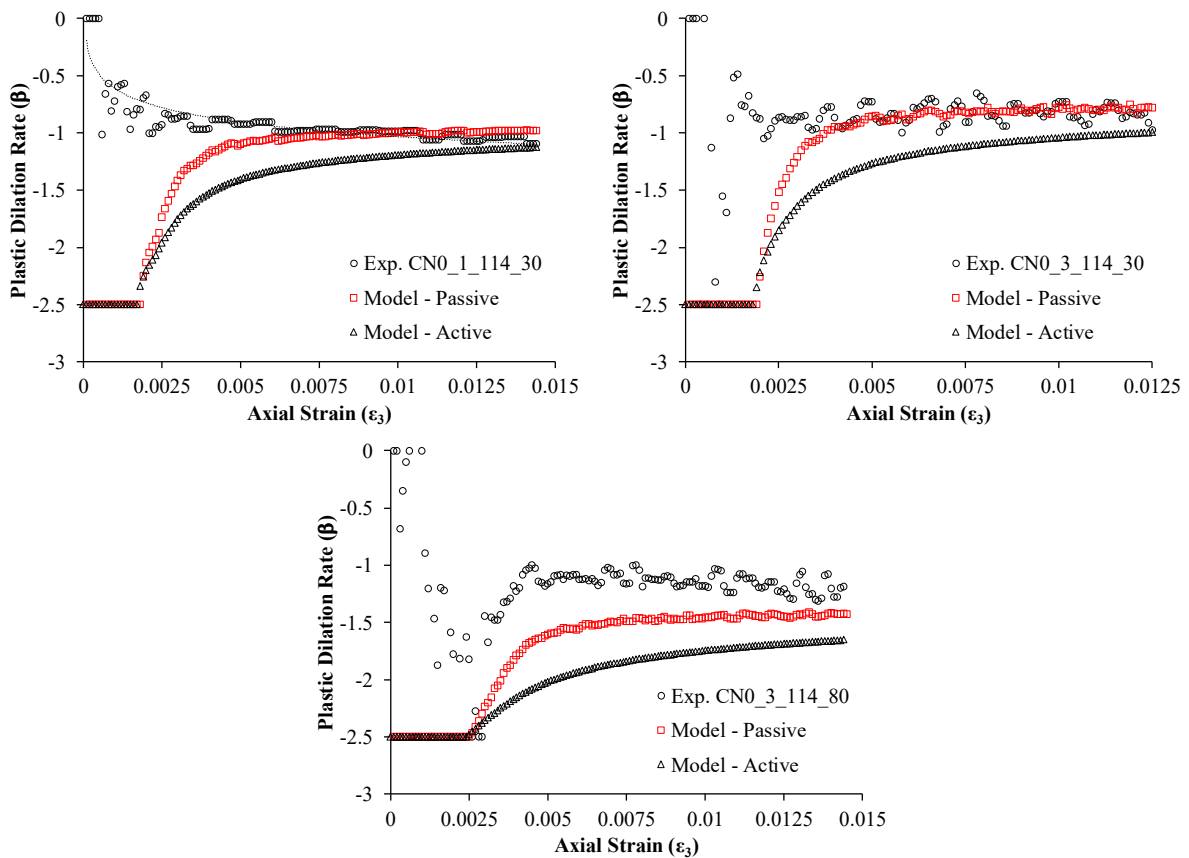 0
-0.5
-1
-1.5
-2
-2.5
-3
Plastic Dilation Rate (β)
Exp. CN0_1_114_30
Model - Passive
Model - Active
0 0.0025 0.005 0.0075 0.01 0.0125 0.015
Axial Strain (ε₃)
0
-0.5
-1
-1.5
-2
-2.5
-3
Plastic Dilation Rate (β)
Exp. CN0_3_114_30
Model - Passive
Model - Active
0 0.0025 0.005 0.0075 0.01 0.0125
Axial Strain (ε₃)
0
-0.5
-1
-1.5
-2
-2.5
-3
Plastic Dilation Rate (β)
Exp. CN0_3_114_80
Model - Passive
Model - Active
0 0.0025 0.005 0.0075 0.01 0.0125 0.015
Axial Strain (ε₃)